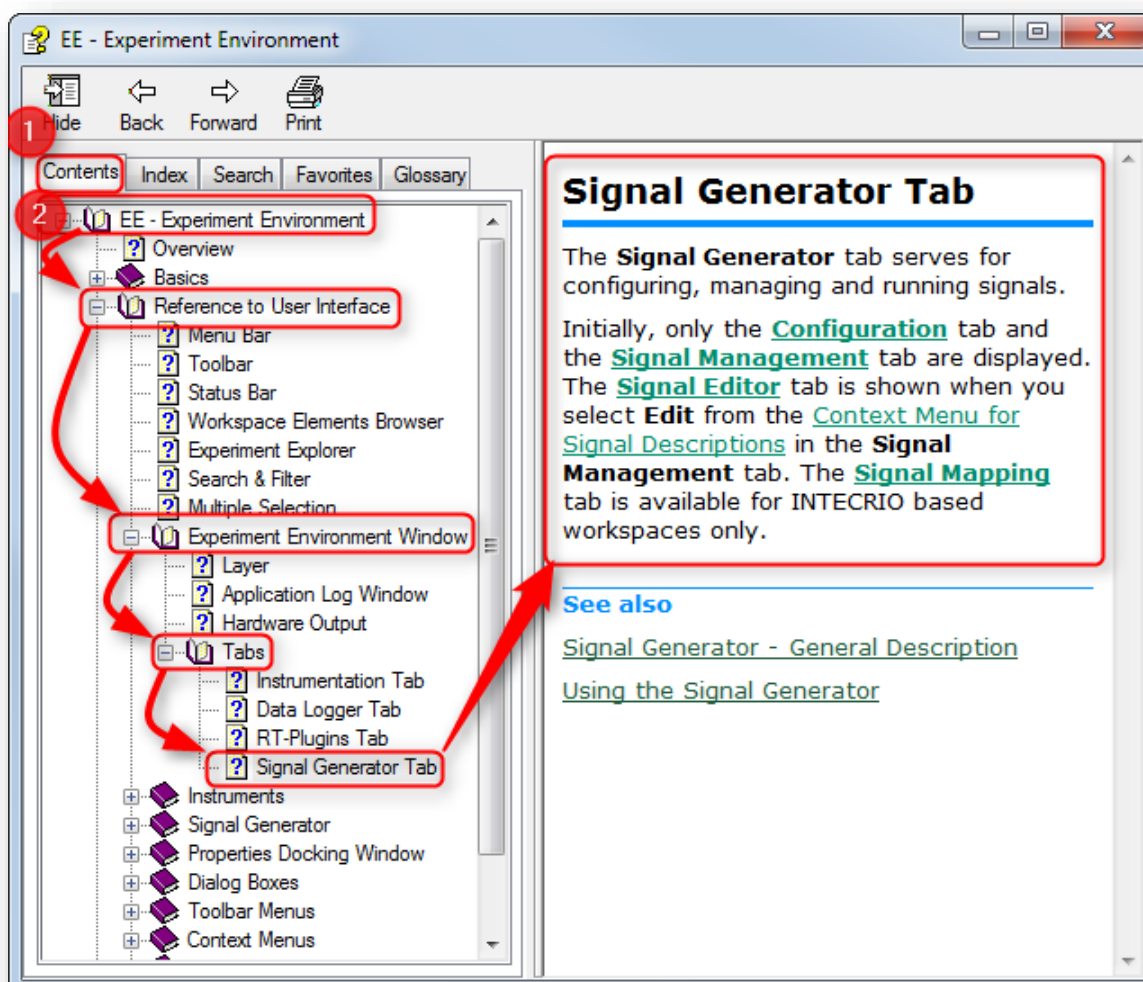 EE - Experiment Environment
Hide Back Forward Print
1
Contents Index Search Favorites Glossary
2
EE - Experiment Environment
Overview
Basics
Reference to User Interface
Menu Bar
Toolbar
Status Bar
Workspace Elements Browser
Experiment Explorer
Search & Filter
Multiple Selection
Experiment Environment Window
Layer
Application Log Window
Hardware Output
Tabs
Instrumentation Tab
Data Logger Tab
RT-Plugins Tab
Signal Generator Tab
Instruments
Signal Generator
Properties Docking Window
Dialog Boxes
Toolbar Menus
Context Menus
Signal Generator Tab
The Signal Generator tab serves for
configuring, managing and running signals.
Initially, only the Configuration tab and
the Signal Management tab are displayed.
The Signal Editor tab is shown when you
select Edit from the Context Menu for
Signal Descriptions in the Signal
Management tab. The Signal Mapping
tab is available for INTECRIO based
workspaces only.
See also
Signal Generator - General Description
Using the Signal Generator